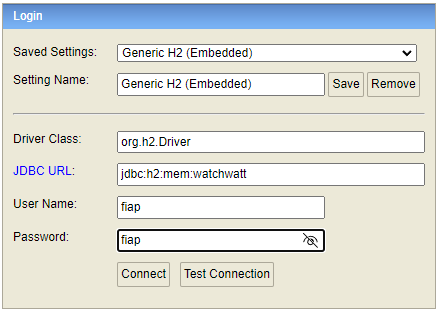 Login
Saved Settings: Generic H2 (Embedded)
Setting Name: Generic H2 (Embedded) Save Remove
Driver Class: org.h2.Driver
JDBC URL: jdbc:h2:mem:watchwatt
User Name: fiap
Password: fiap
Connect Test Connection